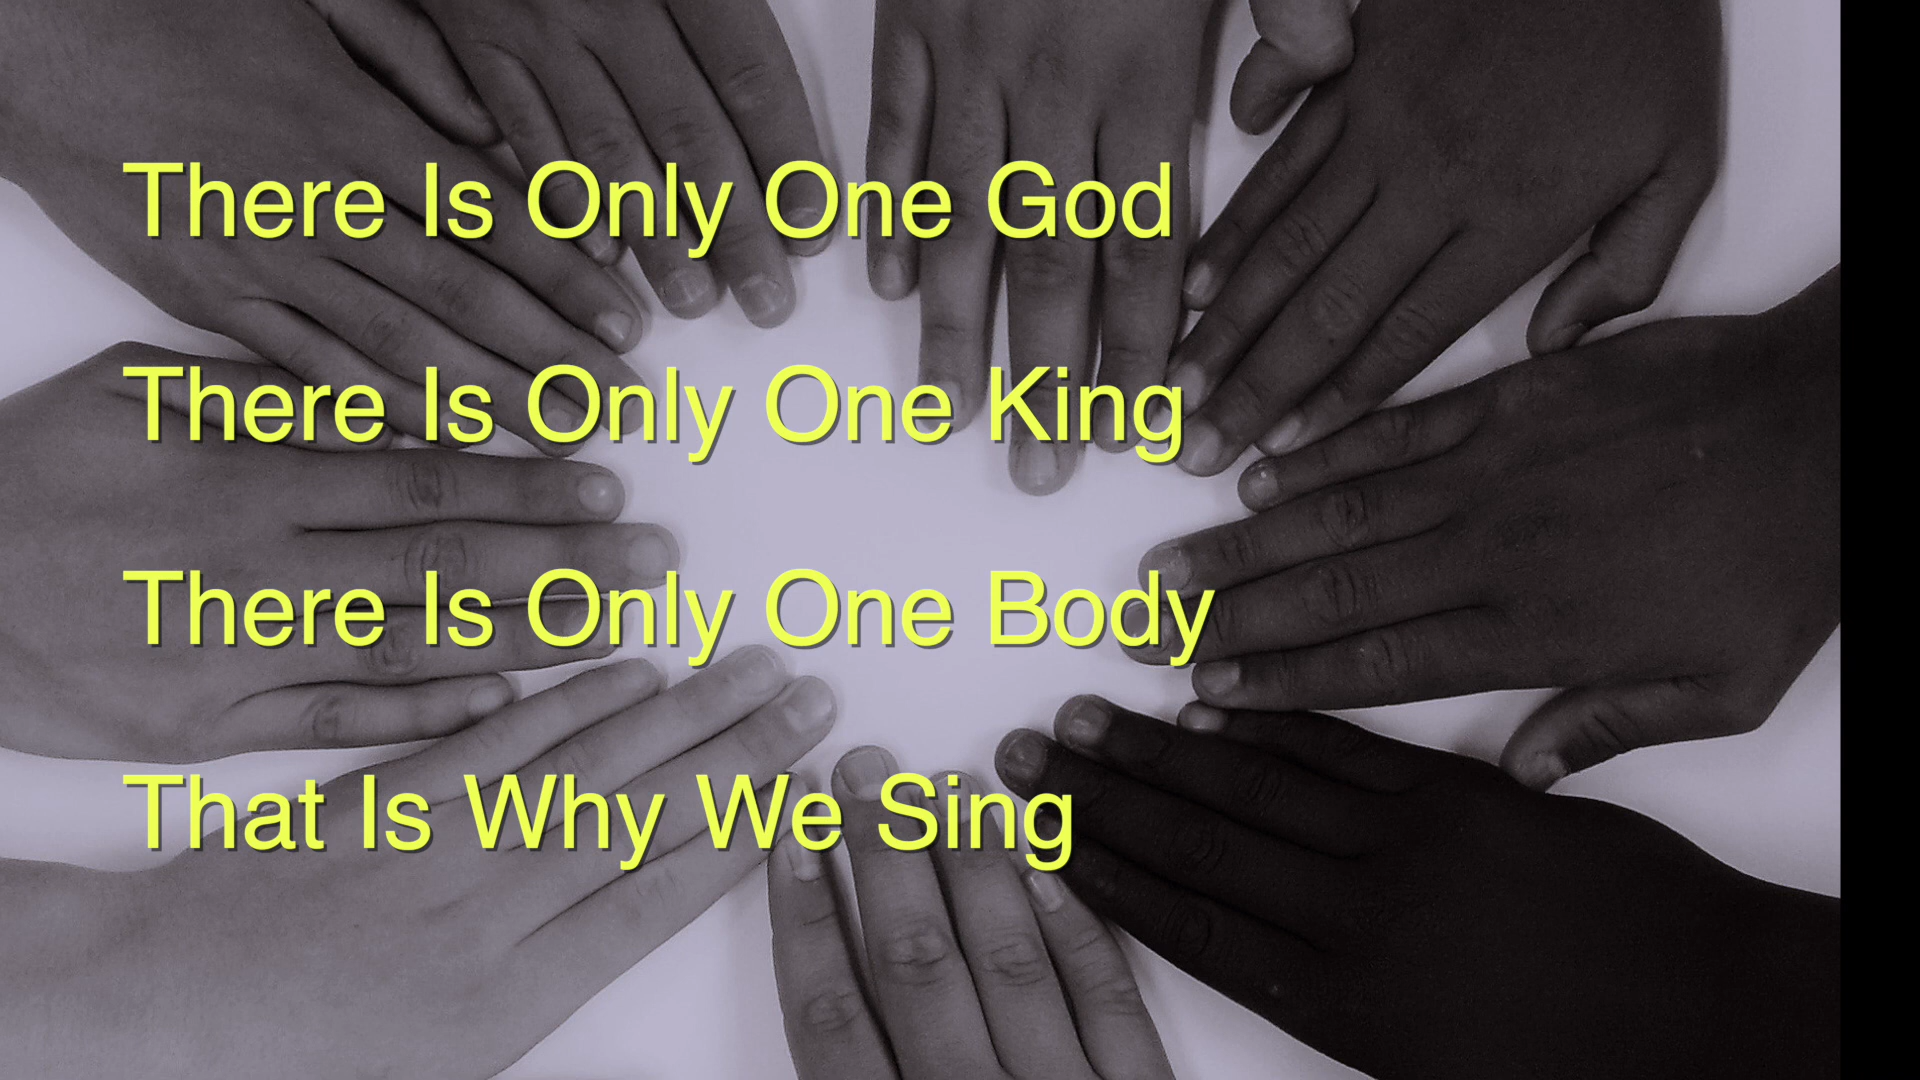 There Is Only One God
There Is Only One King
There Is Only One Body
That Is Why We Sing